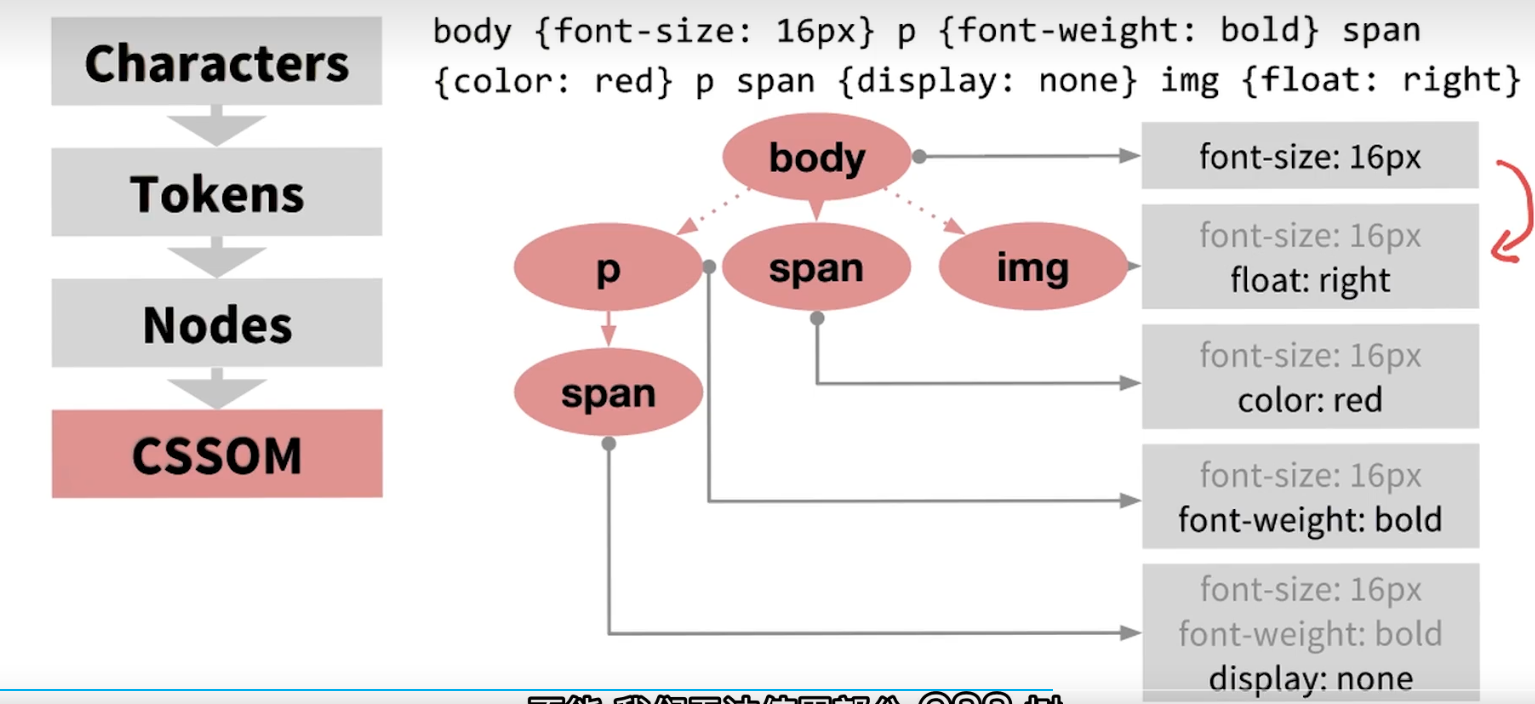 body {font-size: 16px} p {font-weight: bold} span
{color: red} p span {display: none} img {float: right}
Characters
Tokens
Nodes
CSSOM
body
p
span
img
span
font-size: 16px
font-size: 16px
float: right
font-size: 16px
color: red
font-size: 16px
font-weight: bold
font-size: 16px
font-weight: bold
display: none